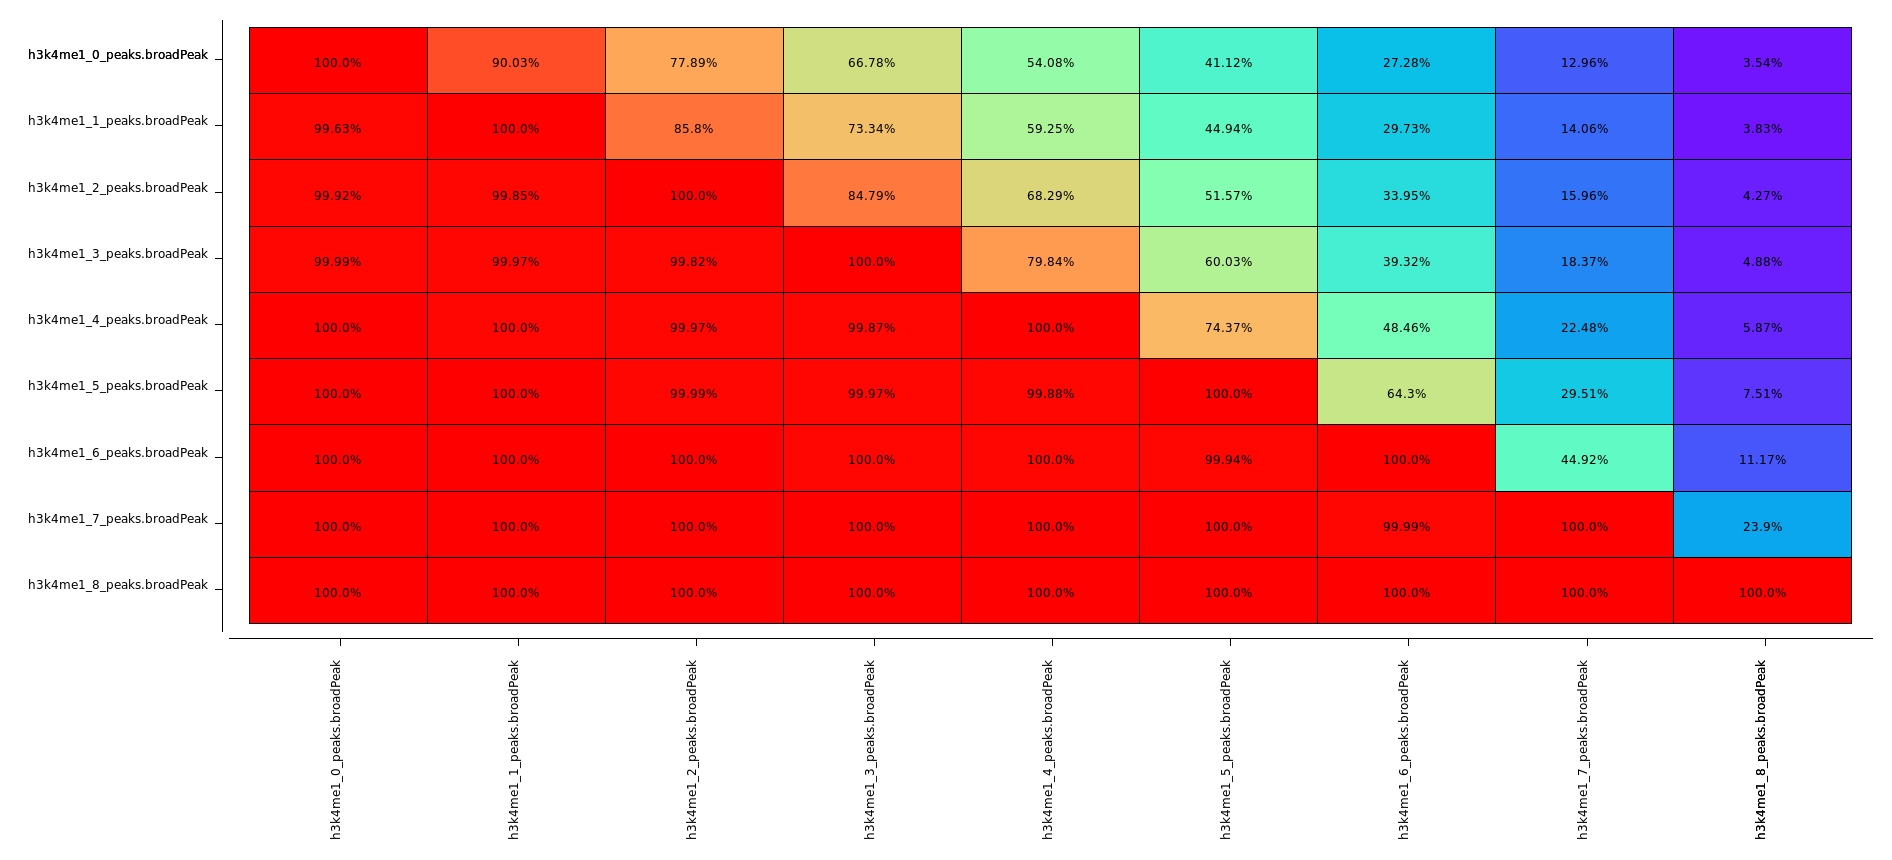 h3k4me1_0_peaks.broadPeak 100.0% 90.03% 77.89% 66.78% 54.08% 41.12% 27.28% 12.96% 3.54%
h3k4me1_1_peaks.broadPeak 99.63% 100.0% 85.8% 73.34% 59.25% 44.94% 29.73% 14.06% 3.83%
h3k4me1_2_peaks.broadPeak 99.92% 99.85% 100.0% 84.79% 68.29% 51.57% 33.95% 15.96% 4.27%
h3k4me1_3_peaks.broadPeak 99.99% 99.97% 99.82% 100.0% 79.84% 60.03% 39.32% 18.37% 4.88%
h3k4me1_4_peaks.broadPeak 100.0% 100.0% 99.97% 99.87% 100.0% 74.37% 48.46% 22.48% 5.87%
h3k4me1_5_peaks.broadPeak 100.0% 100.0% 99.99% 99.97% 99.88% 100.0% 64.3% 29.51% 7.51%
h3k4me1_6_peaks.broadPeak 100.0% 100.0% 100.0% 100.0% 100.0% 99.94% 100.0% 44.92% 11.17%
h3k4me1_7_peaks.broadPeak 100.0% 100.0% 100.0% 100.0% 100.0% 100.0% 99.99% 100.0% 23.9%
h3k4me1_8_peaks.broadPeak 100.0% 100.0% 100.0% 100.0% 100.0% 100.0% 100.0% 100.0% 100.0%
h3k4me1_0_peaks.broadPeak
h3k4me1_1_peaks.broadPeak
h3k4me1_2_peaks.broadPeak
h3k4me1_3_peaks.broadPeak
h3k4me1_4_peaks.broadPeak
h3k4me1_5_peaks.broadPeak
h3k4me1_6_peaks.broadPeak
h3k4me1_7_peaks.broadPeak
h3k4me1_8_peaks.broadPeak